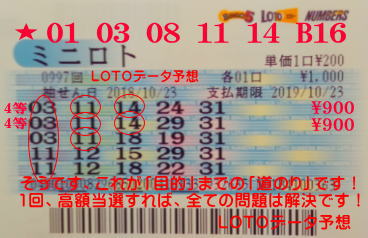 LOTO NUMBERS
★ 01 03 08 11 14 B16
ミニロト
単価1口¥200
0997回 LOTOデータ予想 各01口 ¥1,000
抽せん日 2018/10/23 支払期限 2019/10/23
4等 03 11 14 24 31 ¥900
4等 03 11 14 29 31 ¥900
03 11 18 19 31
11 12 15 29 31
11 12 18 22 31
そうです、これが「目的」までの「道のり」です!
1回、高額当選すれば、全ての問題は解決です!
LOTOデータ予想